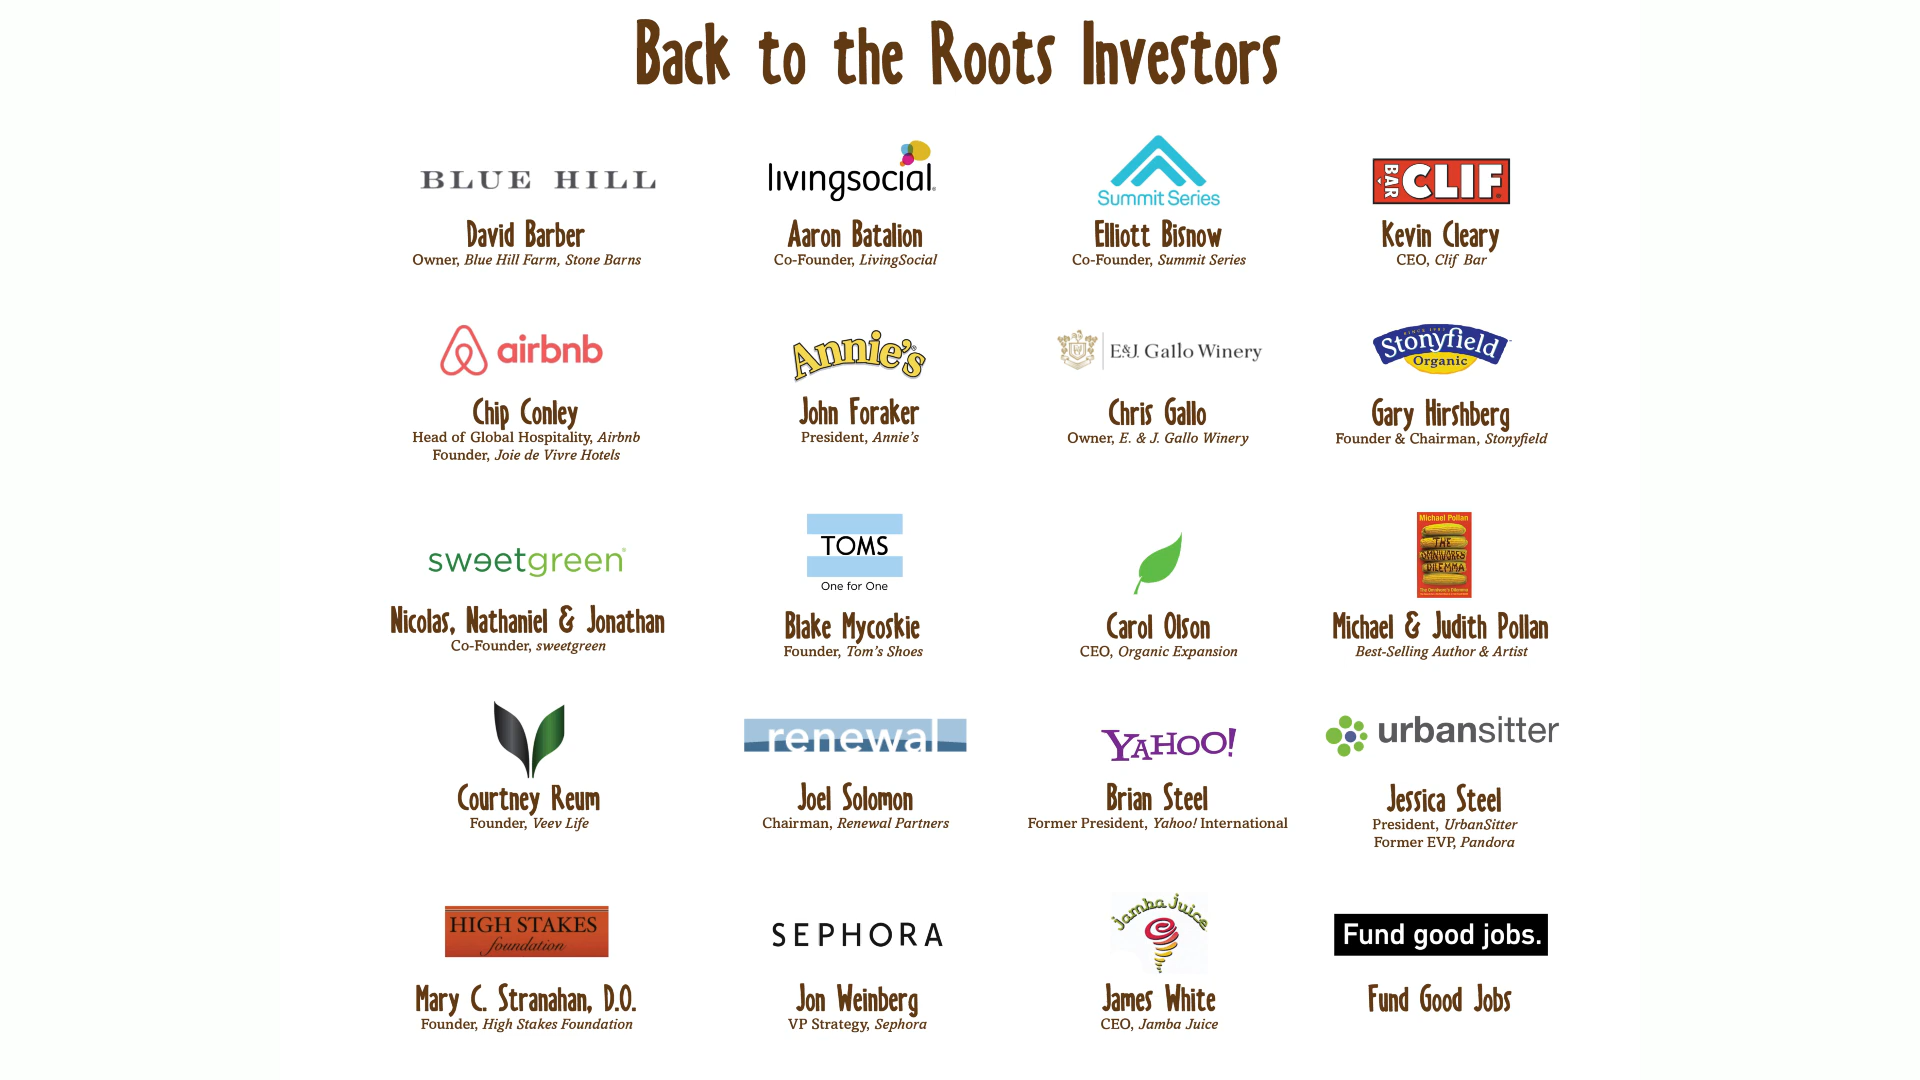 Back to the Roots Investors
BLUE HILL
David Barber
Owner, Blue Hill Farm, Stone Barns
livingsocial
Aaron Batalion
Co-Founder, LivingSocial
Summit Series
Elliott Bisnow
Co-Founder, Summit Series
BAR CLIF
Kevin Cleary
CEO, Clif Bar
airbnb
Chip Conley
Head of Global Hospitality, Airbnb
Founder, Joie de Vivre Hotels
Annie's
John Foraker
President, Annie's
E&J. Gallo Winery
Chris Gallo
Owner, E. & J. Gallo Winery
Stonyfield
Organic
Gary Hirshberg
Founder & Chairman, Stonyfield
sweetgreen
Nicolas, Nathaniel & Jonathan
Co-Founder, sweetgreen
TOMS
One for One
Blake Mycoskie
Founder, Tom's Shoes
Carol Olson
CEO, Organic Expansion
Michael Pollan
THE
OMNIVORE'S
DILEMMA
Michael & Judith Pollan
Best-Selling Author & Artist
Courtney Reum
Founder, Veev Life
renewal
Joel Solomon
Chairman, Renewal Partners
YAHOO!
Brian Steel
Former President, Yahoo! International
urbansitter
Jessica Steel
President, UrbanSitter
Former EVP, Pandora
HIGH STAKES
foundation
Mary C. Stranahan, D.O.
Founder, High Stakes Foundation
SEPHORA
Jon Weinberg
VP Strategy, Sephora
jamba juice
James White
CEO, Jamba Juice
Fund good jobs.
Fund Good Jobs